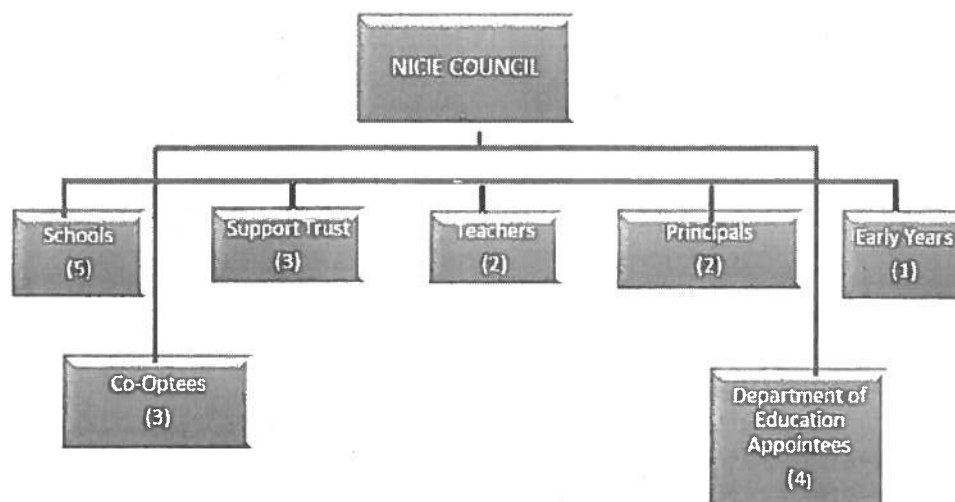 NICIE COUNCIL
Schools
(5)
Support Trust
(3)
Teachers
(2)
Principals
(2)
Early Years
(1)
Co-Optees
(3)
Department of
Education
Appointees
(4)